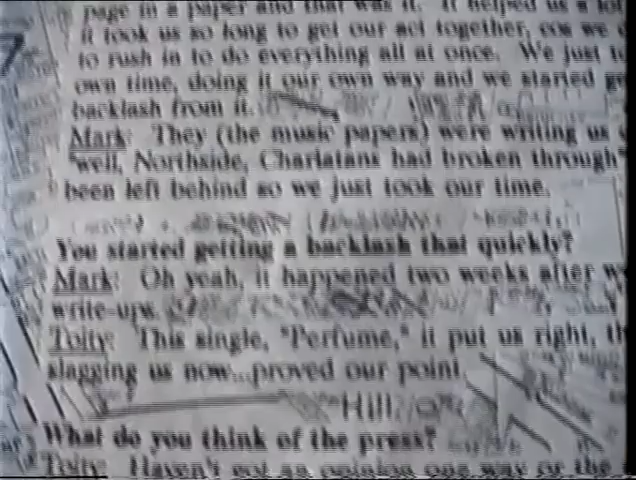 page in a paper and that was it. It helped us a lot
it took us so long to get our act together, cos we
to rush in to do everything all at once. We just
own time, doing it our own way and we started
backlash from it.
Mark: They (the music papers) were writing us
"well, Northside, Charlatans had broken through"
been left behind so we just took our time.
You started getting a backlash that quickly?
Mark: Oh yeah, it happened two weeks after
write-ups.
Toity: This single, "Perfume," it put us right,
slagging us now...proved our point.
Hill
What do you think of the press?
Toity: Haven't got an opinion one way or the